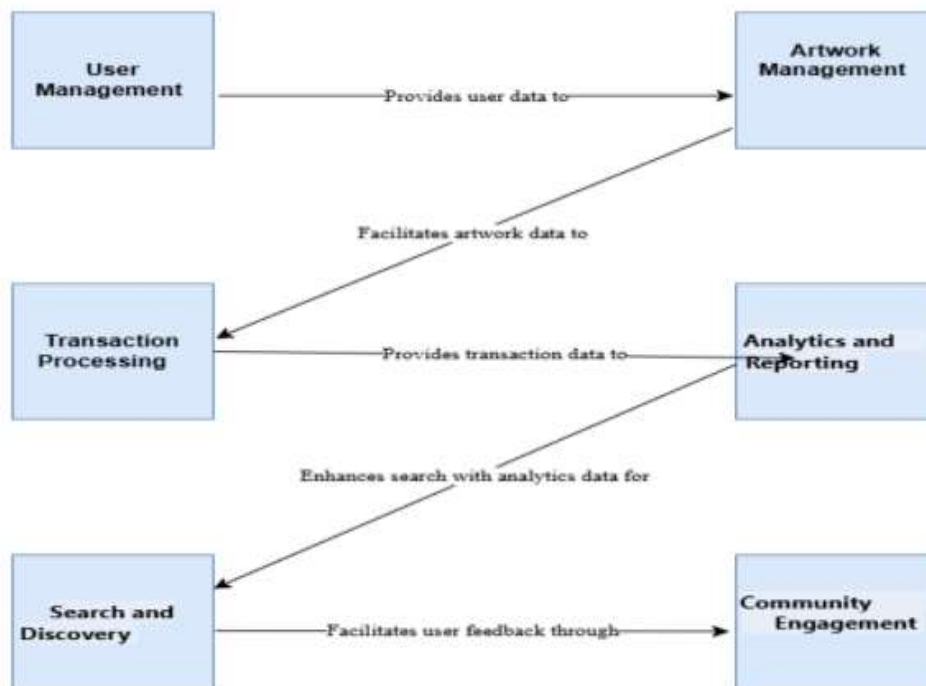 User
Management
Artwork
Management
Provides user data to
Facilitates artwork data to
Transaction
Processing
Provides transaction data to
Analytics and
Reporting
Enhances search with analytics data for
Search and
Discovery
Facilitates user feedback through
Community
Engagement